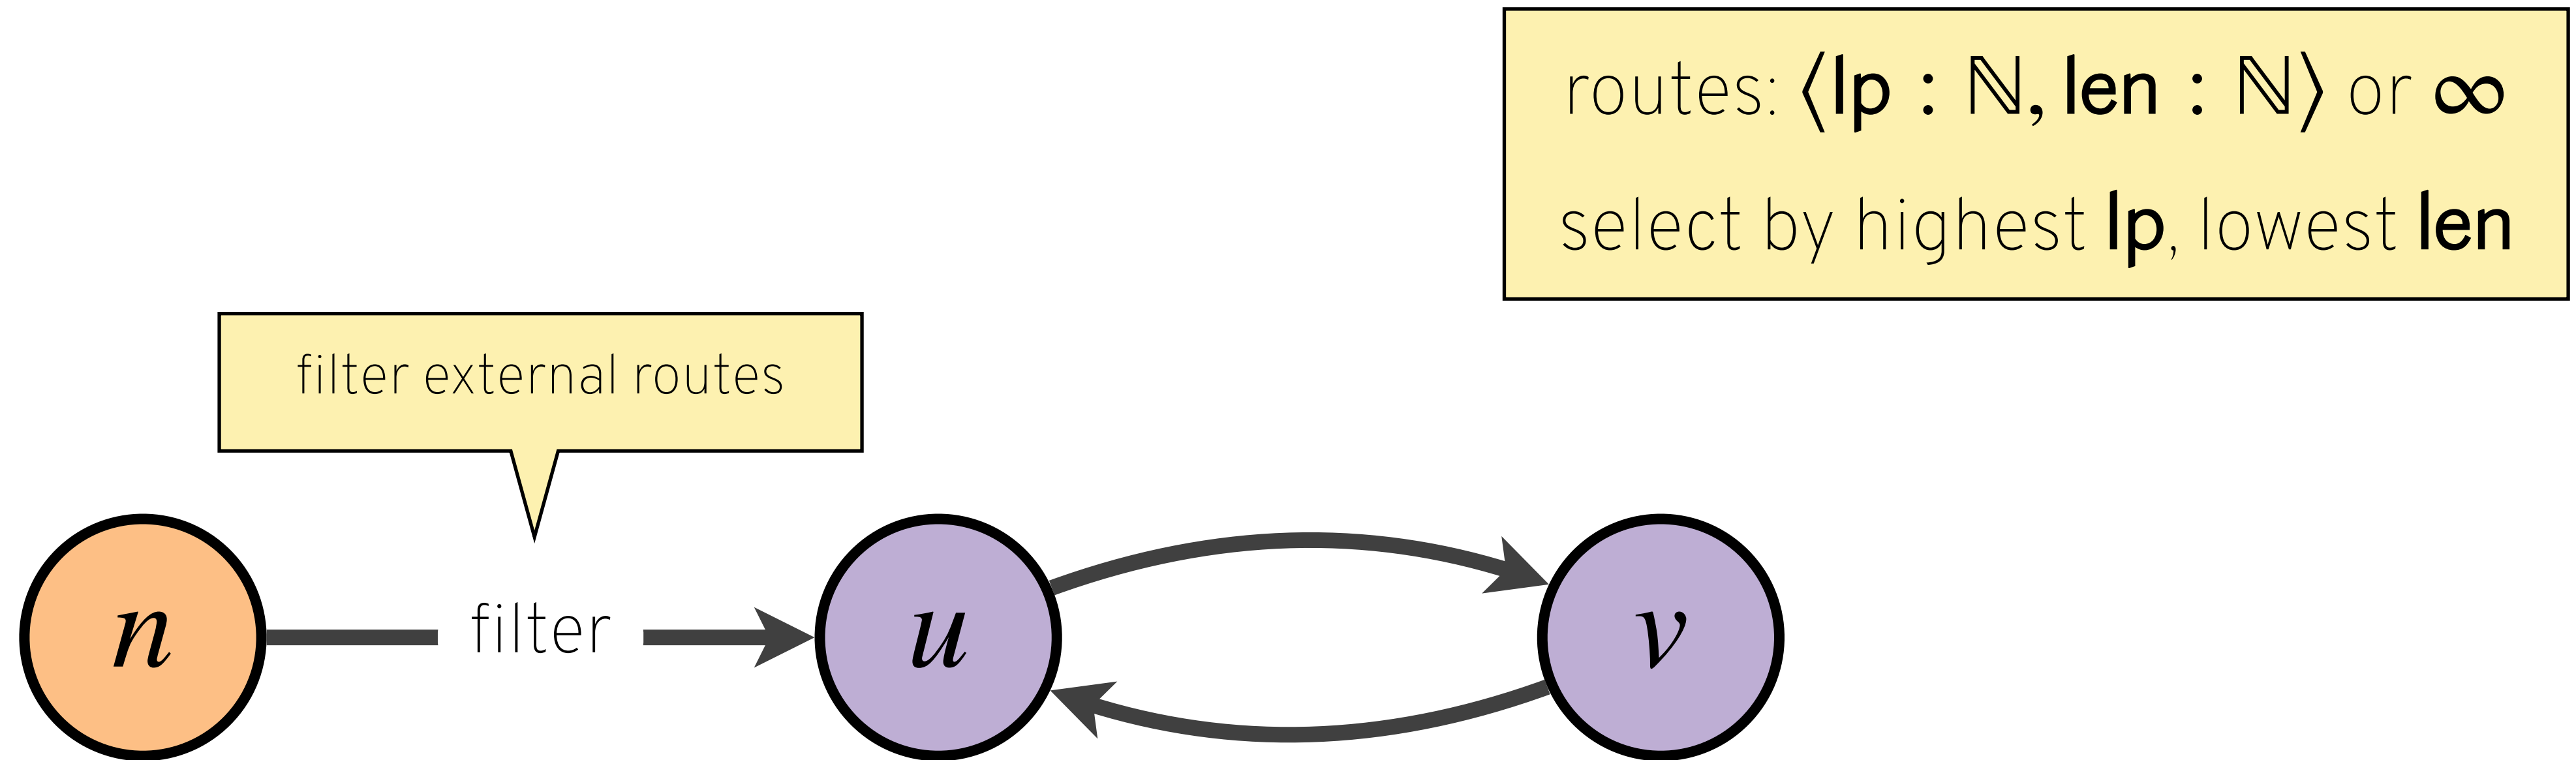 routes: ⟨lp : ℕ, len : ℕ⟩ or ∞
select by highest lp, lowest len
filter external routes
n
filter
u
v